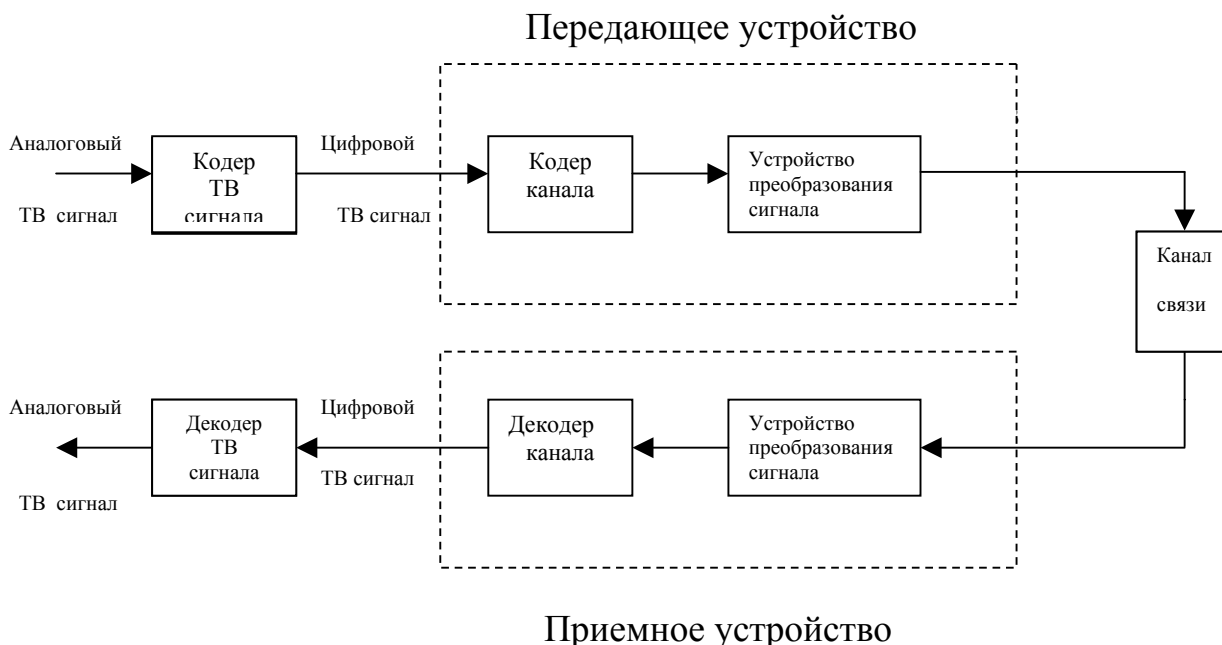 Передающее устройство
Аналоговый
ТВ сигнал
Кодер
ТВ
сигнала
Цифровой
ТВ сигнал
Кодер
канала
Устройство
преобразования
сигнала
Канал
связи
Аналоговый
ТВ сигнал
Декодер
ТВ
сигнала
Цифровой
ТВ сигнал
Декодер
канала
Устройство
преобразования
сигнала
Приемное устройство